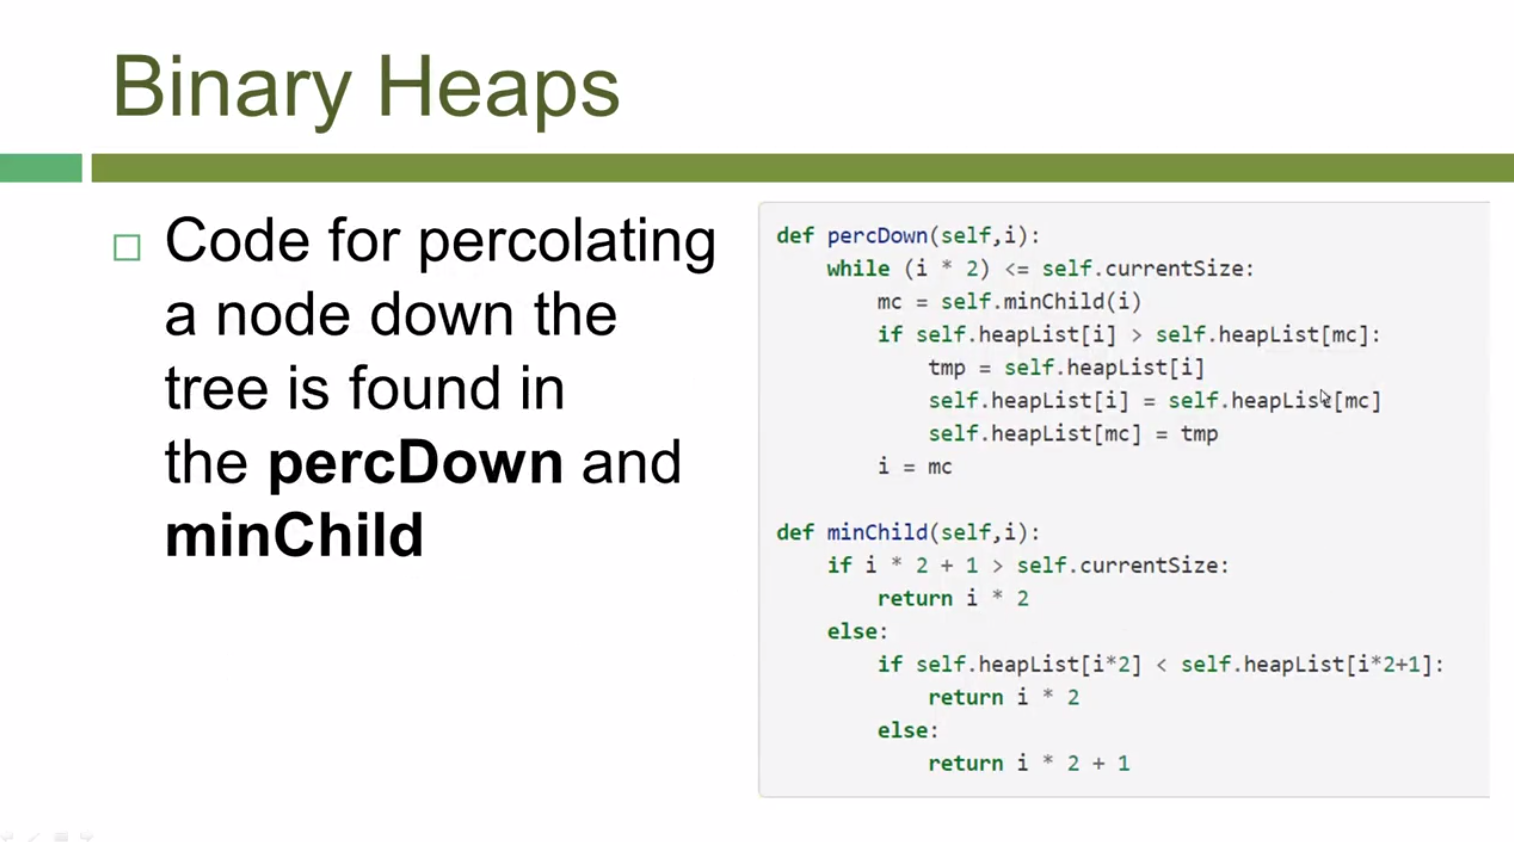 Binary Heaps
Code for percolating
a node down the
tree is found in
the percDown and
minChild
def percDown(self,i):
    while (i * 2) <= self.currentSize:
        mc = self.minChild(i)
        if self.heapList[i] > self.heapList[mc]:
            tmp = self.heapList[i]
            self.heapList[i] = self.heapList[mc]
            self.heapList[mc] = tmp
        i = mc
def minChild(self,i):
    if i * 2 + 1 > self.currentSize:
        return i * 2
    else:
        if self.heapList[i*2] < self.heapList[i*2+1]:
            return i * 2
        else:
            return i * 2 + 1